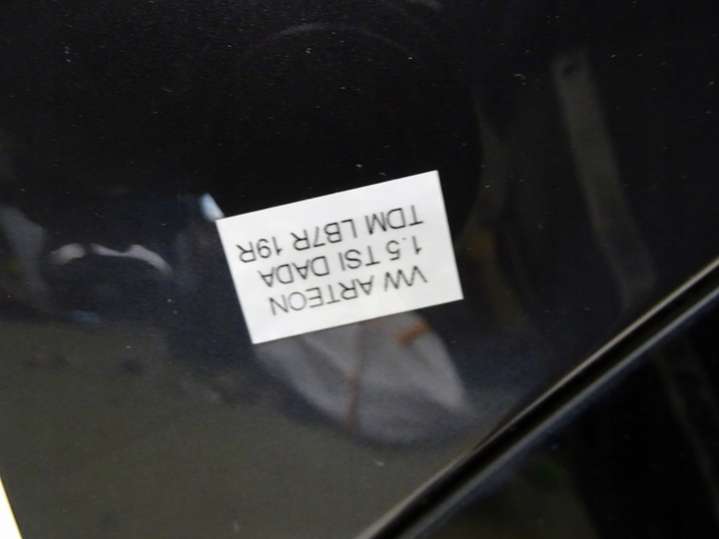 VW ARTEON
1.5 TSI DADA
TDM LB7R 19R